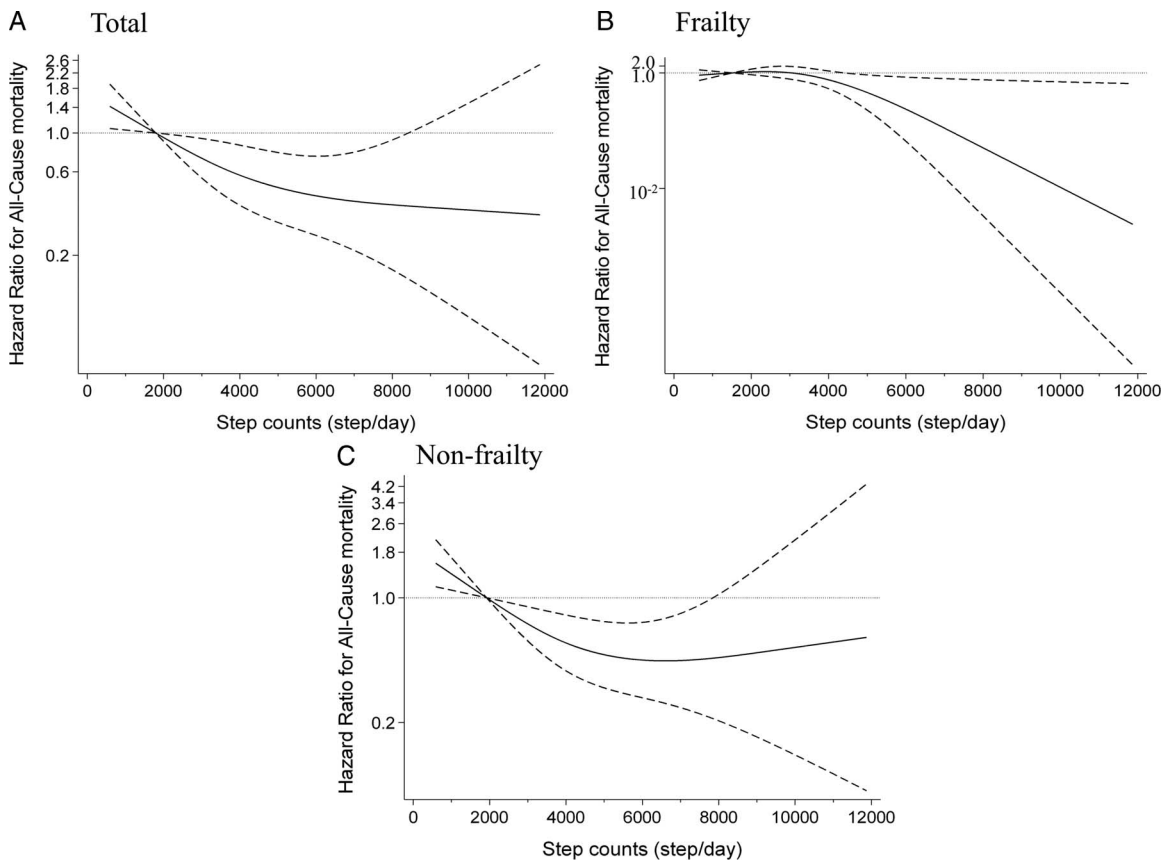 A Total
Hazard Ratio for All-Cause mortality
2.6
2.2
1.8
1.4
1.0
0.6
0.2
0 2000 4000 6000 8000 10000 12000
Step counts (step/day)
B Frailty
Hazard Ratio for All-Cause mortality
2.0
1.0
10-2
0 2000 4000 6000 8000 10000 12000
Step counts (step/day)
C Non-frailty
Hazard Ratio for All-Cause mortality
4.2
3.4
2.6
1.8
1.0
0.2
0 2000 4000 6000 8000 10000 12000
Step counts (step/day)